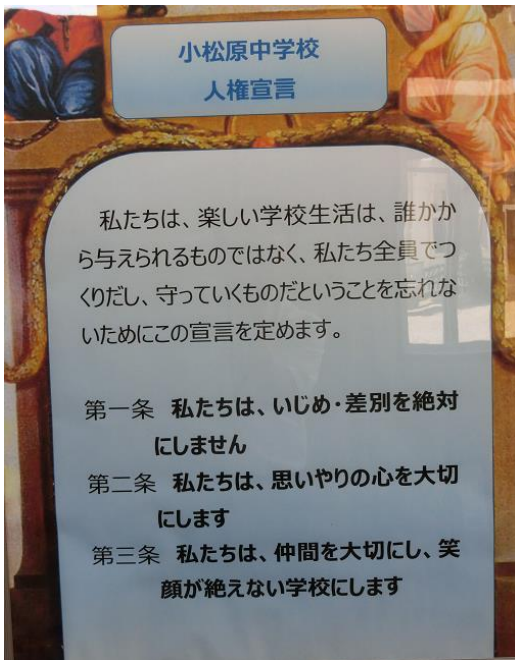 小松原中学校
人権宣言
私たちは、楽しい学校生活は、誰かか
ら与えられるものではなく、私たち全員でつ
くりだし、守っていくものだということを忘れな
いためにこの宣言を定めます。
第一条 私たちは、いじめ・差別を絶対
にしません
第二条 私たちは、思いやりの心を大切
にします
第三条 私たちは、仲間を大切にし、笑
顔が絶えない学校にします